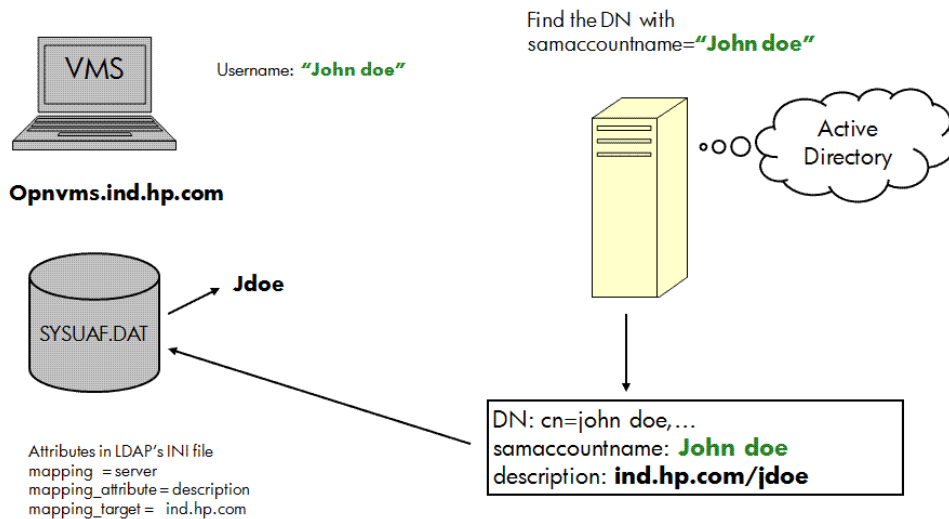 VMS
Username: “John doe”
Opnvms.ind.hp.com
Find the DN with
samaccountname=“John doe”
Active
Directory
SYSUAF.DAT
Jdoe
DN: cn=john doe,...
samaccountname: John doe
description: ind.hp.com/jdoe
Attributes in LDAP's INI file
mapping = server
mapping_attribute = description
mapping_target = ind.hp.com